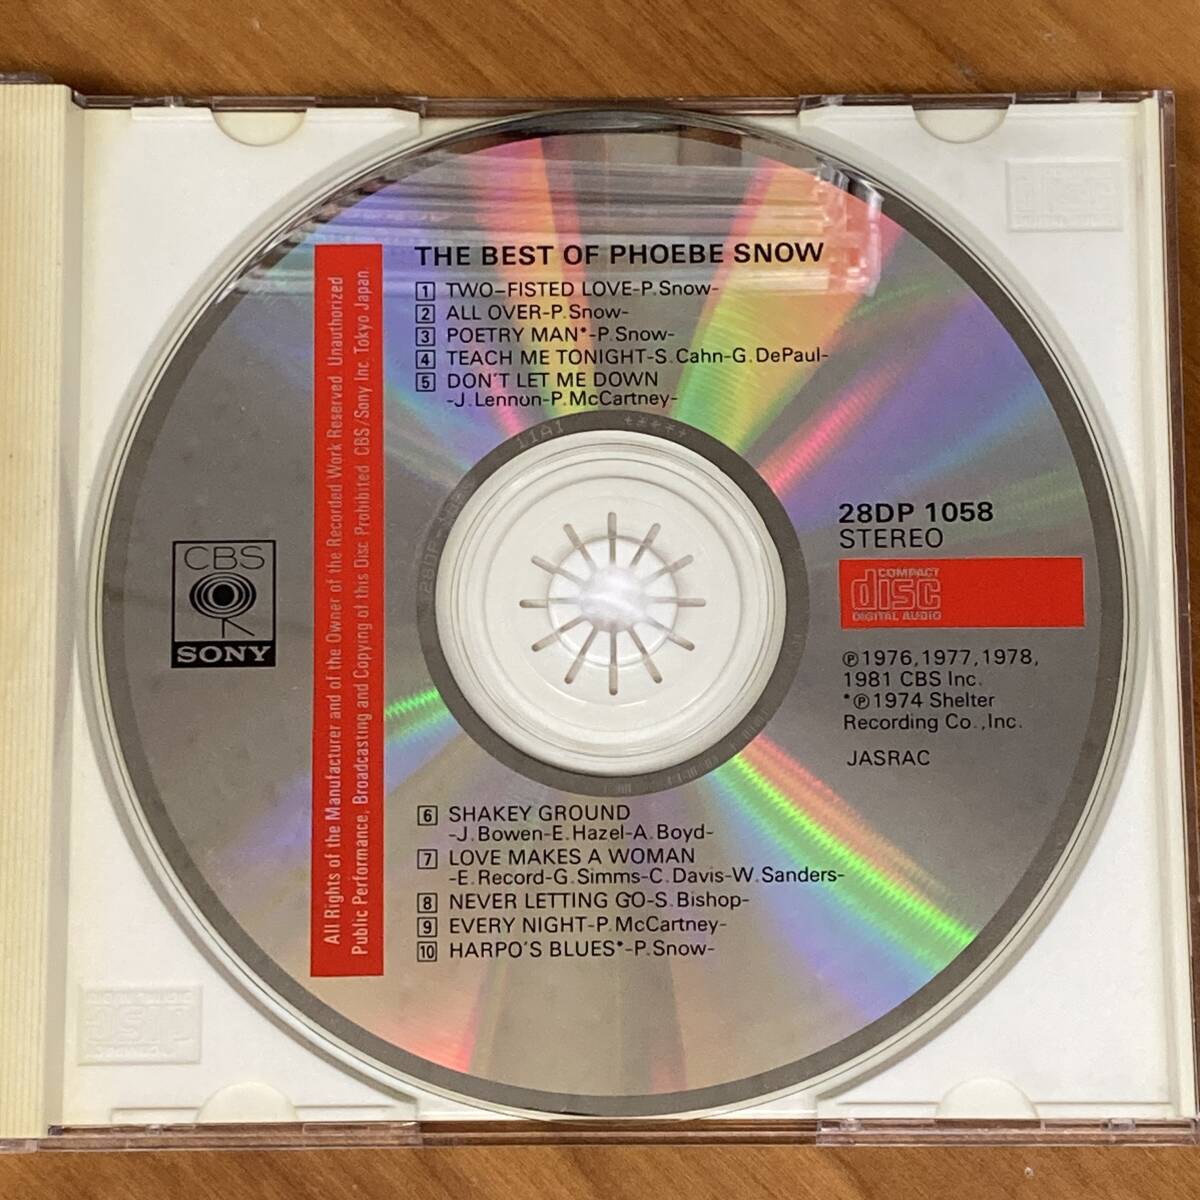 THE BEST OF PHOEBE SNOW
1 TWO-FISTED LOVE-P.Snow-
2 ALL OVER-P.Snow-
3 POETRY MAN*-P.Snow-
4 TEACH ME TONIGHT-S.Cahn-G.DePaul-
5 DON'T LET ME DOWN
-J.Lennon-P.McCartney-
28DP 1058
STEREO
COMPACT
disc
DIGITAL AUDIO
℗1976,1977,1978,
1981 CBS Inc.
*℗1974 Shelter
Recording Co.,Inc.
JASRAC
6 SHAKEY GROUND
-J.Bowen-E.Hazel-A.Boyd-
7 LOVE MAKES A WOMAN
-E.Record-G.Simms-C.Davis-W.Sanders-
8 NEVER LETTING GO-S.Bishop-
9 EVERY NIGHT-P.McCartney-
10 HARPO'S BLUES*-P.Snow-
CBS
SONY
All Rights of the Manufacturer and of the Owner of the Recorded Work Reserved Unauthorized
Public Performance, Broadcasting and Copying of this Disc Prohibited CBS/Sony Inc. Tokyo Japan
11A1 +++++
disc